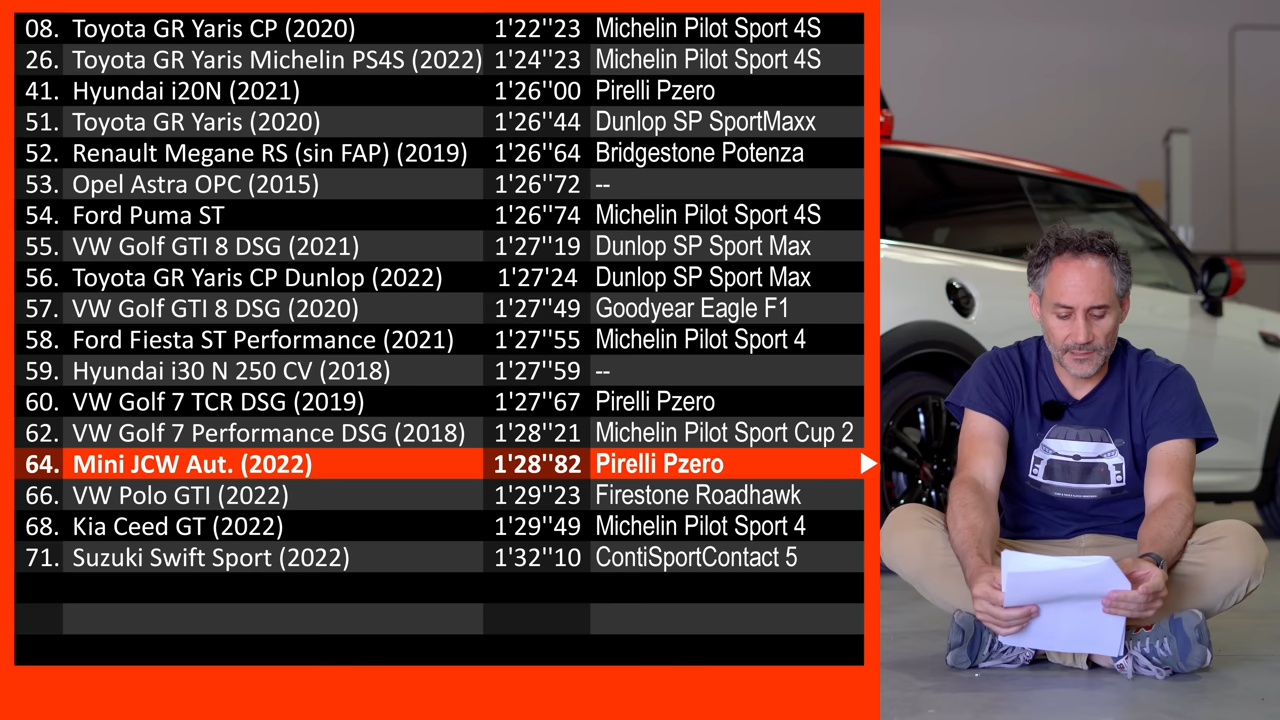 08. Toyota GR Yaris CP (2020) 1'22''23 Michelin Pilot Sport 4S
26. Toyota GR Yaris Michelin PS4S (2022) 1'24''23 Michelin Pilot Sport 4S
41. Hyundai i20N (2021) 1'26''00 Pirelli Pzero
51. Toyota GR Yaris (2020) 1'26''44 Dunlop SP SportMaxx
52. Renault Megane RS (sin FAP) (2019) 1'26''64 Bridgestone Potenza
53. Opel Astra OPC (2015) 1'26''72 --
54. Ford Puma ST 1'26''74 Michelin Pilot Sport 4S
55. VW Golf GTI 8 DSG (2021) 1'27''19 Dunlop SP Sport Max
56. Toyota GR Yaris CP Dunlop (2022) 1'27'24 Dunlop SP Sport Max
57. VW Golf GTI 8 DSG (2020) 1'27''49 Goodyear Eagle F1
58. Ford Fiesta ST Performance (2021) 1'27''55 Michelin Pilot Sport 4
59. Hyundai i30 N 250 CV (2018) 1'27''59 --
60. VW Golf 7 TCR DSG (2019) 1'27''67 Pirelli Pzero
62. VW Golf 7 Performance DSG (2018) 1'28''21 Michelin Pilot Sport Cup 2
64. Mini JCW Aut. (2022) 1'28''82 Pirelli Pzero
66. VW Polo GTI (2022) 1'29''23 Firestone Roadhawk
68. Kia Ceed GT (2022) 1'29''49 Michelin Pilot Sport 4
71. Suzuki Swift Sport (2022) 1'32''10 ContiSportContact 5